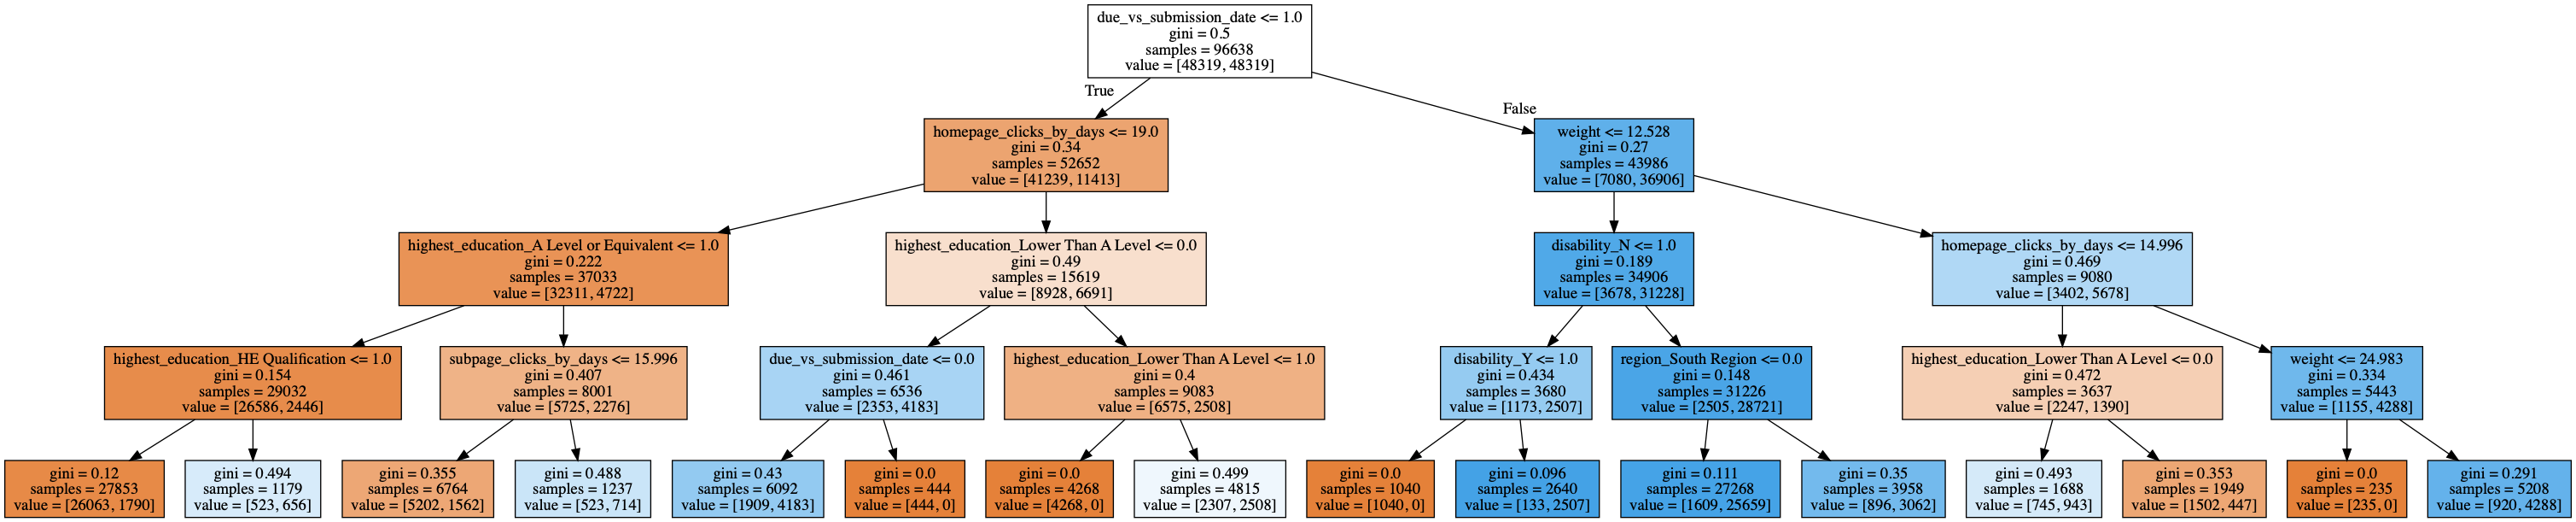 due_vs_submission_date <= 1.0
gini = 0.5
samples = 96638
value = [48319, 48319]
True
False
homepage_clicks_by_days <= 19.0
gini = 0.34
samples = 52652
value = [41239, 11413]
weight <= 12.528
gini = 0.27
samples = 43986
value = [7080, 36906]
highest_education_A Level or Equivalent <= 1.0
gini = 0.222
samples = 37033
value = [32311, 4722]
highest_education_Lower Than A Level <= 0.0
gini = 0.49
samples = 15619
value = [8928, 6691]
disability_N <= 1.0
gini = 0.189
samples = 34906
value = [3678, 31228]
homepage_clicks_by_days <= 14.996
gini = 0.469
samples = 9080
value = [3402, 5678]
highest_education_HE Qualification <= 1.0
gini = 0.154
samples = 29032
value = [26586, 2446]
subpage_clicks_by_days <= 15.996
gini = 0.407
samples = 8001
value = [5725, 2276]
due_vs_submission_date <= 0.0
gini = 0.461
samples = 6536
value = [2353, 4183]
highest_education_Lower Than A Level <= 1.0
gini = 0.4
samples = 9083
value = [6575, 2508]
disability_Y <= 1.0
gini = 0.434
samples = 3680
value = [1173, 2507]
region_South Region <= 0.0
gini = 0.148
samples = 31226
value = [2505, 28721]
highest_education_Lower Than A Level <= 0.0
gini = 0.472
samples = 3637
value = [2247, 1390]
weight <= 24.983
gini = 0.334
samples = 5443
value = [1155, 4288]
gini = 0.12
samples = 27853
value = [26063, 1790]
gini = 0.494
samples = 1179
value = [523, 656]
gini = 0.355
samples = 6764
value = [5202, 1562]
gini = 0.488
samples = 1237
value = [523, 714]
gini = 0.43
samples = 6092
value = [1909, 4183]
gini = 0.0
samples = 444
value = [444, 0]
gini = 0.0
samples = 4268
value = [4268, 0]
gini = 0.499
samples = 4815
value = [2307, 2508]
gini = 0.0
samples = 1040
value = [1040, 0]
gini = 0.096
samples = 2640
value = [133, 2507]
gini = 0.111
samples = 27268
value = [1609, 25659]
gini = 0.35
samples = 3958
value = [896, 3062]
gini = 0.493
samples = 1688
value = [745, 943]
gini = 0.353
samples = 1949
value = [1502, 447]
gini = 0.0
samples = 235
value = [235, 0]
gini = 0.291
samples = 5208
value = [920, 4288]